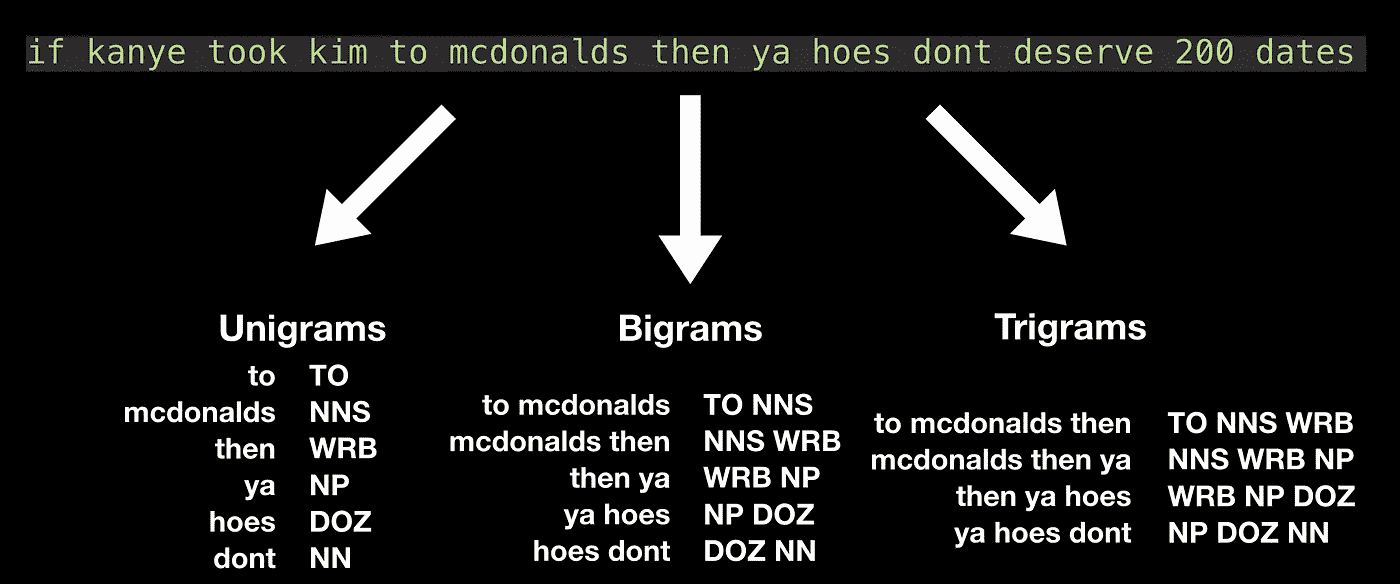 if kanye took kim to mcdonalds then ya hoes dont deserve 200 dates
Unigrams
to TO
mcdonalds NNS
then WRB
ya NP
hoes DOZ
dont NN
Bigrams
to mcdonalds TO NNS
mcdonalds then NNS WRB
then ya WRB NP
ya hoes NP DOZ
hoes dont DOZ NN
Trigrams
to mcdonalds then TO NNS WRB
mcdonalds then ya NNS WRB NP
then ya hoes WRB NP DOZ
ya hoes dont NP DOZ NN